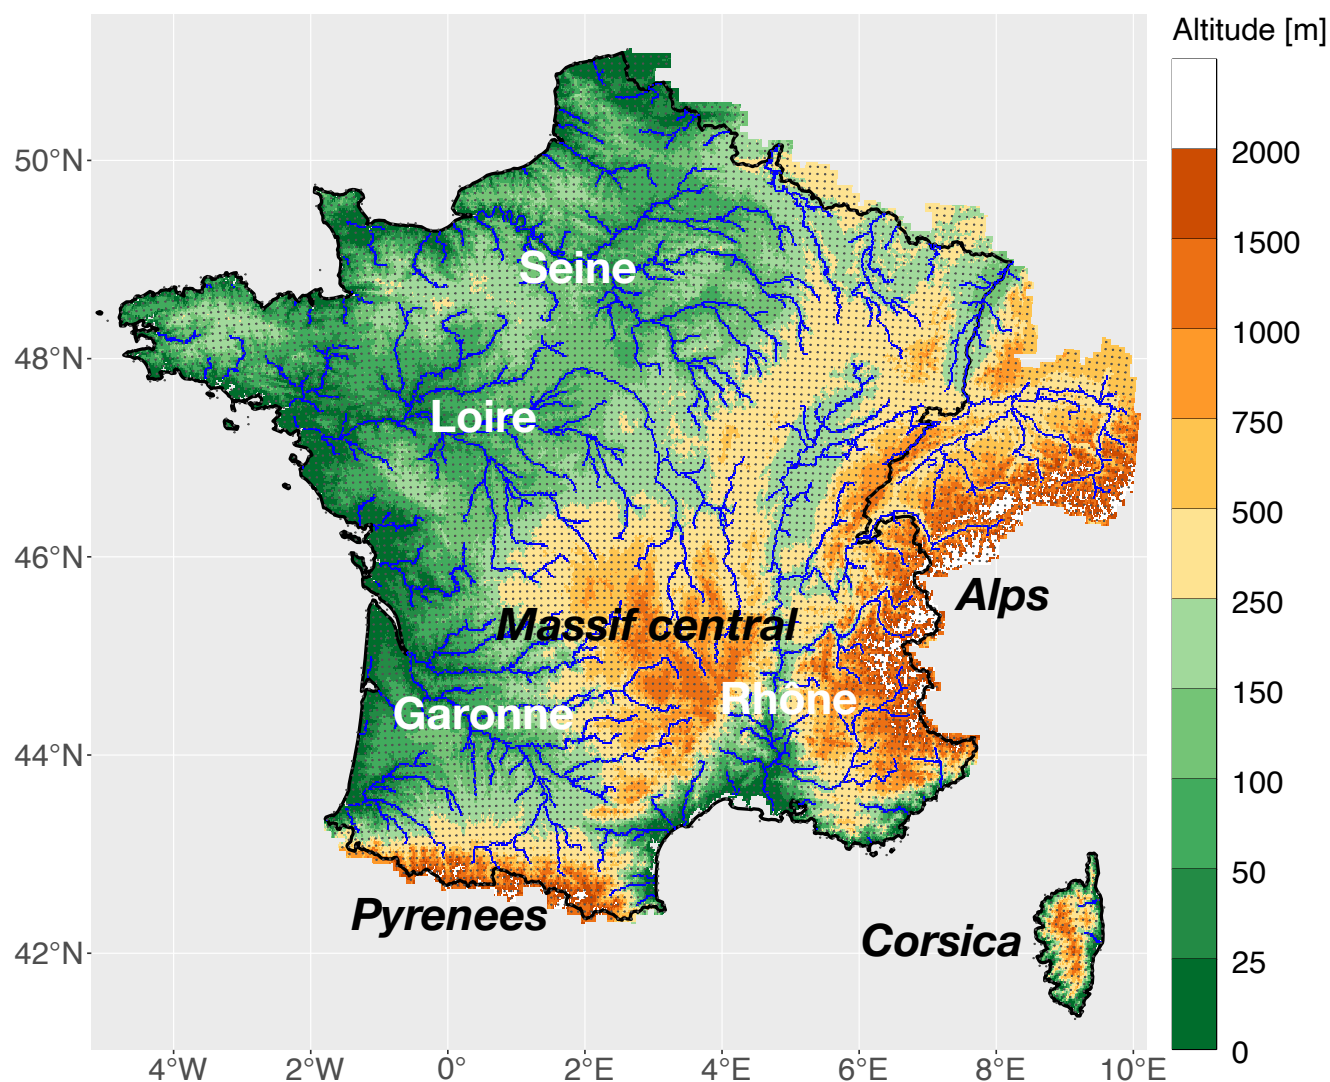 Altitude [m]
2000
1500
1000
750
500
250
150
100
50
25
0
50°N
48°N
46°N
44°N
42°N
Seine
Loire
Alps
Massif central
Rhône
Garonne
Pyrenees
Corsica
4°W
2°W
0°
2°E
4°E
6°E
8°E
10°E